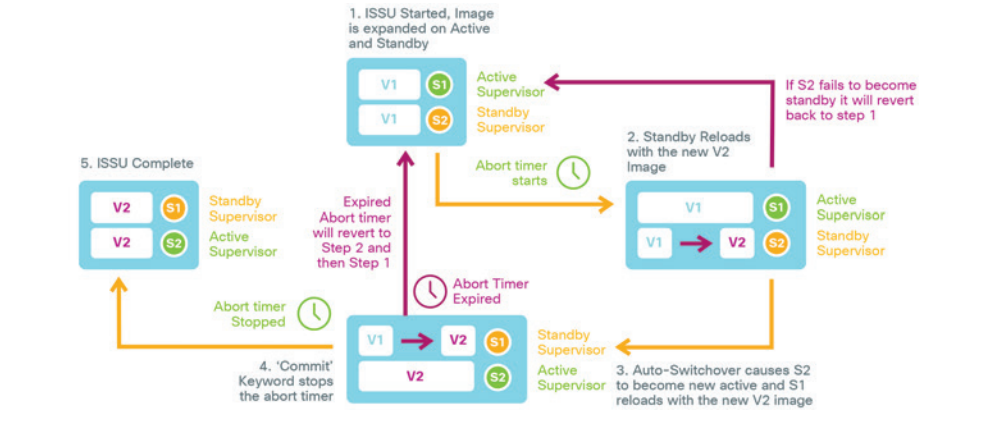 1. ISSU Started, Image
is expanded on Active
and Standby
V1
S1
Active
Supervisor
V1
S2
Standby
Supervisor
If S2 fails to become
standby it will revert
back to step 1
Abort timer
starts
2. Standby Reloads
with the new V2
Image
V1
S1
Active
Supervisor
V1
V2
S2
Standby
Supervisor
3. Auto-Switchover causes S2
to become new active and S1
reloads with the new V2 image
V1
V2
S1
Standby
Supervisor
V2
S2
Active
Supervisor
Expired
Abort timer
will revert to
Step 2 and
then Step 1
Abort Timer
Expired
4. 'Commit'
Keyword stops
the abort timer
Abort timer
Stopped
5. ISSU Complete
V2
S1
Standby
Supervisor
V2
S2
Active
Supervisor